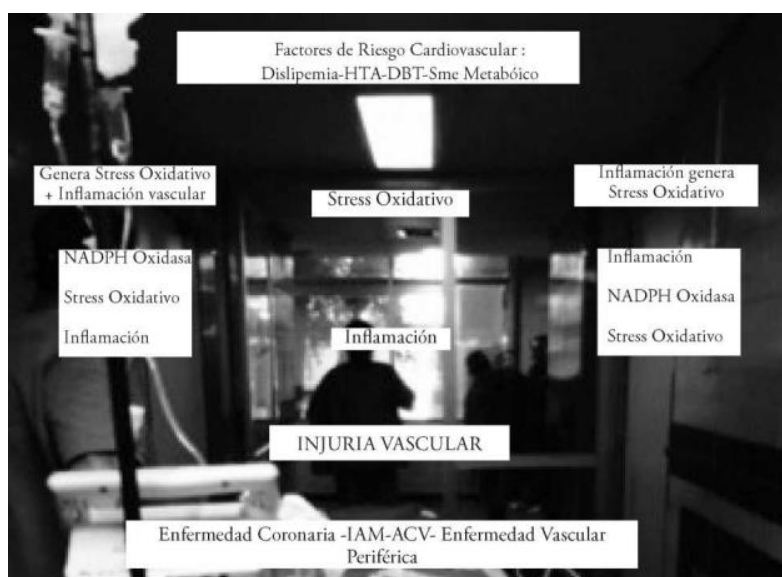 Factores de Riesgo Cardiovascular :
Dislipemia-HTA-DBT-Sme Metabóico
Genera Stress Oxidativo
+ Inflamación vascular
Stress Oxidativo
Inflamación genera
Stress Oxidativo
NADPH Oxidasa
Stress Oxidativo
Inflamación
Inflamación
Inflamación
NADPH Oxidasa
Stress Oxidativo
INJURIA VASCULAR
Enfermedad Coronaria -IAM-ACV- Enfermedad Vascular
Periférica